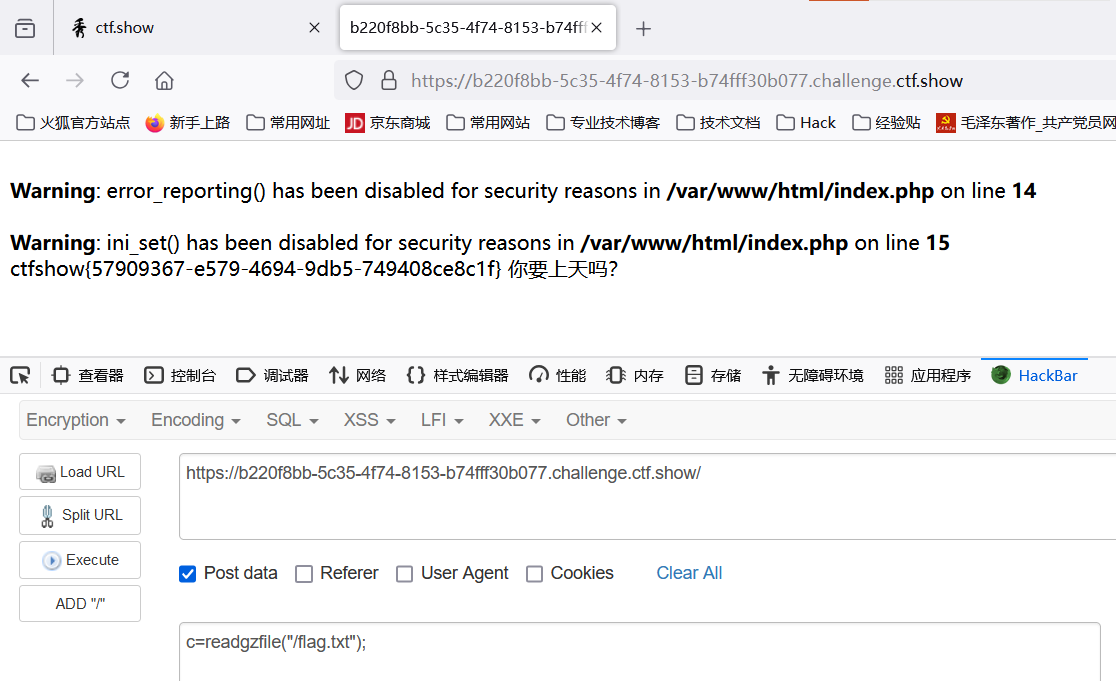 ctf.show
b220f8bb-5c35-4f74-8153-b74fff
https://b220f8bb-5c35-4f74-8153-b74fff30b077.challenge.ctf.show
火狐官方站点 新手上路 常用网址 JD 京东商城 常用网站 专业技术博客 技术文档 Hack 经验贴 毛泽东著作_共产党员网
Warning: error_reporting() has been disabled for security reasons in /var/www/html/index.php on line 14
Warning: ini_set() has been disabled for security reasons in /var/www/html/index.php on line 15
ctfshow{57909367-e579-4694-9db5-749408ce8c1f} 你要上天吗?
查看器 控制台 调试器 网络 样式编辑器 性能 内存 存储 无障碍环境 应用程序 HackBar
Encryption Encoding SQL XSS LFI XXE Other
Load URL
https://b220f8bb-5c35-4f74-8153-b74fff30b077.challenge.ctf.show/
Split URL
Execute
Post data Referer User Agent Cookies Clear All
ADD "/"
c=readgzfile("/flag.txt");